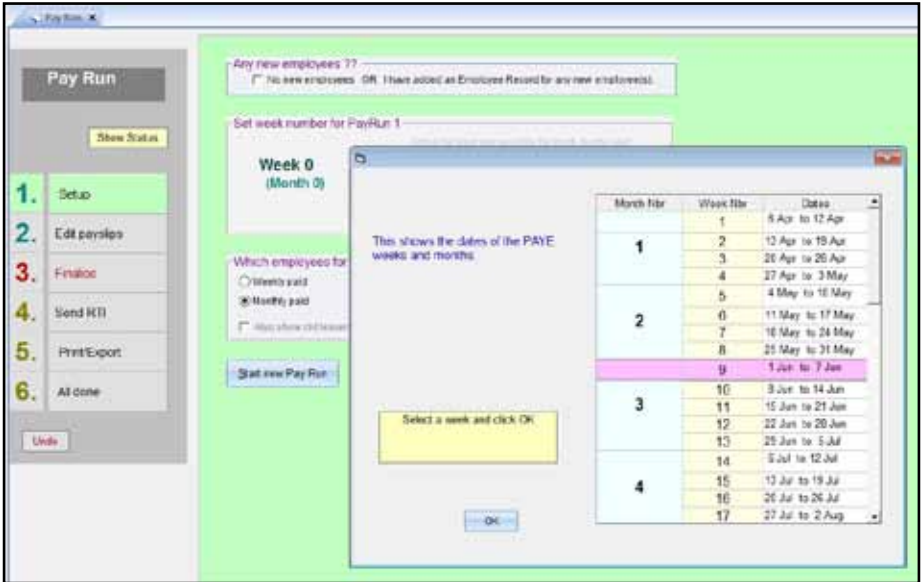 Pay Run
Pay Run
Show Status
1. Setup
2. Edit payslips
3. Finalise
4. Send RTI
5. Print/Export
6. All done
Undo
Any new employees ??
No new employees OR I have added an Employee Record for any new employee(s).
Set week number for PayRun 1
Week 0
(Month 0)
Which employees for
Weekly paid
Monthly paid
Also show old leavers
Start new Pay Run
This shows the dates of the PAYE
weeks and months.
Select a week and click OK
OK
Month Nbr Week Nbr Dates
1 1 6 Apr to 12 Apr
2 13 Apr to 19 Apr
3 20 Apr to 26 Apr
4 27 Apr to 3 May
2 5 4 May to 10 May
6 11 May to 17 May
7 18 May to 24 May
8 25 May to 31 May
3 9 1 Jun to 7 Jun
10 8 Jun to 14 Jun
11 15 Jun to 21 Jun
12 22 Jun to 28 Jun
13 29 Jun to 5 Jul
4 14 6 Jul to 12 Jul
15 13 Jul to 19 Jul
16 20 Jul to 26 Jul
17 27 Jul to 2 Aug